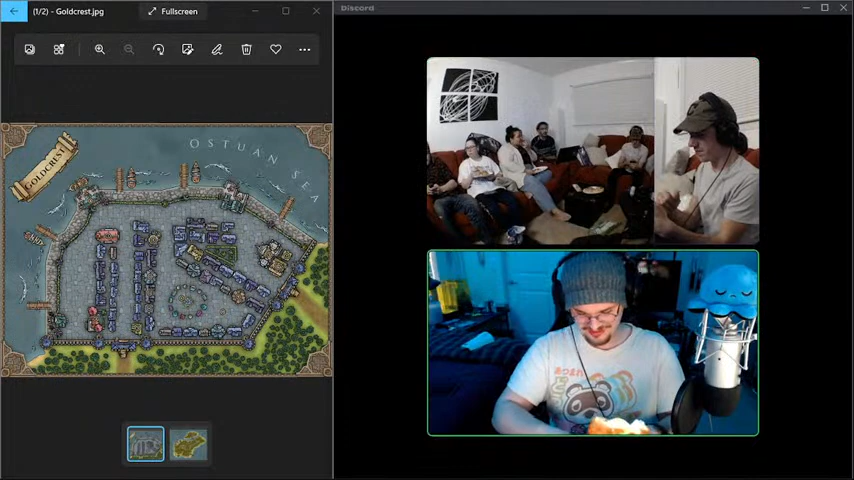 (1/2) - Goldcrest.jpg
Fullscreen
Discord
GOLDCREST
OSTUAN SEA